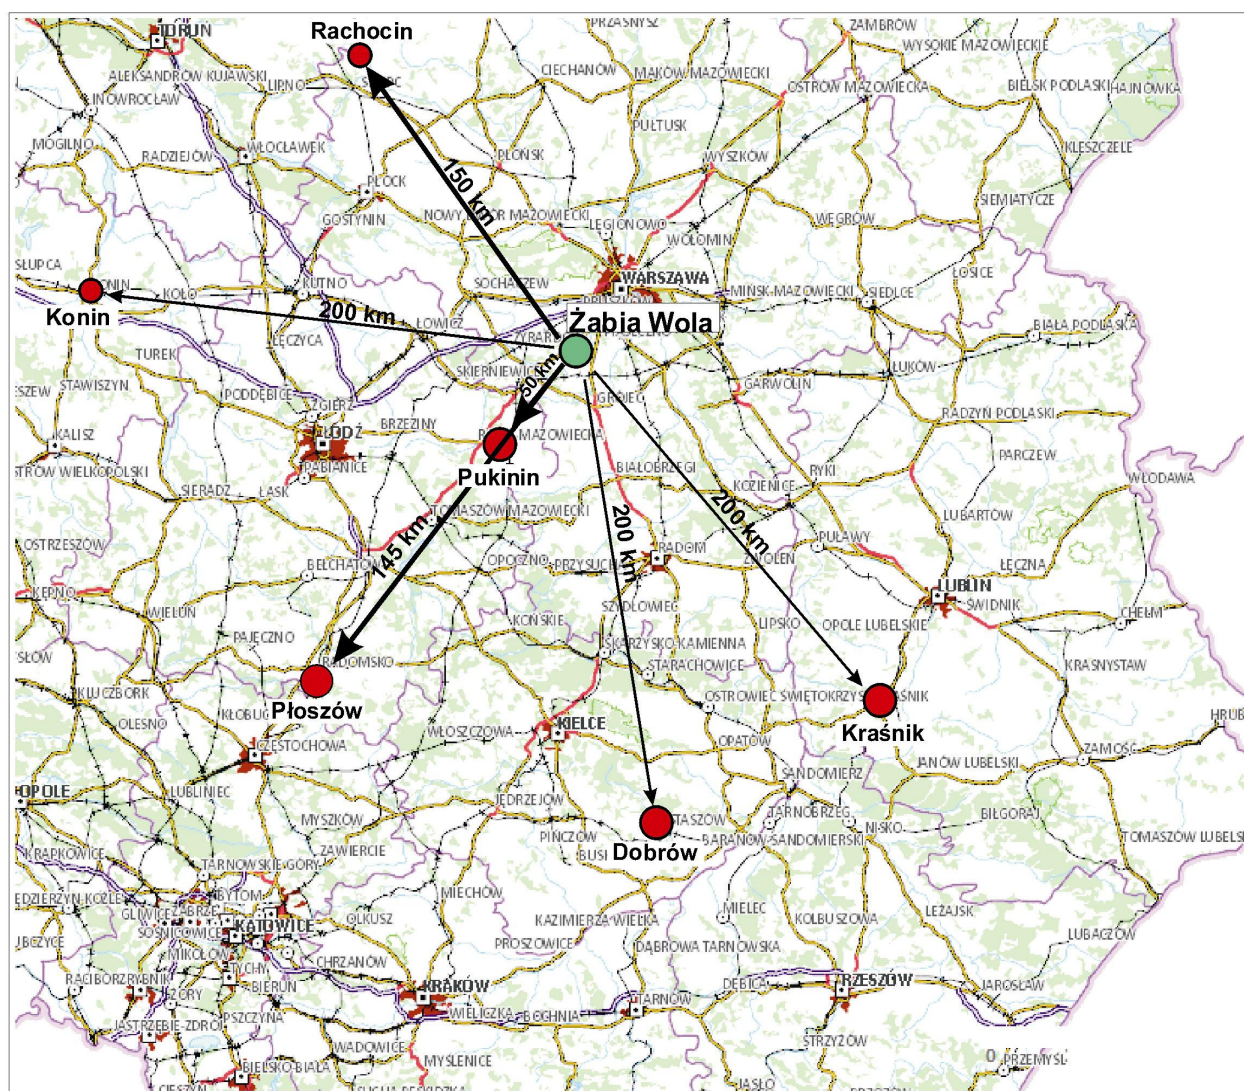 TORUŃ
Rachocin
PRZASNYSZ
ZAMBRÓW
WYSOKIE MAZOWIECKIE
ALEKSANDRÓW KUJAWSKI
LIPNO
CIECHANÓW
MAKÓW MAZOWIECKI
OSTRÓW MAZOWIECKA
BIELSK PODLASKI
HAJNÓWKA
INOWROCŁAW
PUŁTUSK
MOGILNO
RADZIEJÓW
WŁOCŁAWEK
PŁOŃSK
WYSZKÓW
KLESZCZELE
PŁOCK
150 km
SIEMIATYCZE
GOSTYNIN
NOWY DWÓR MAZOWIECKI
LEGIONOWO
WĘGRÓW
WOŁOMIN
SŁUPCA
KOŁO
KUTNO
SOCHACZEW
WARSZAWA
MIŃSK MAZOWIECKI
SIEDLCE
ŁOSICE
Konin
200 km
ŁOWICZ
Żabia Wola
BIAŁA PODLASKA
ŁĘCZYCA
TUREK
SKIERNIEWICE
50 km
ŁUKÓW
STAWISZYN
PODDĘBICE
GRÓJEC
GARWOLIN
ZGIERZ
BRZEZINY
RADZYŃ PODLASKI
KALISZ
ŁÓDŹ
MAZOWIECKA
PARCZEW
OSTRÓW WIELKOPOLSKI
PABIANICE
Pukinin
BIAŁOBRZEGI
RYKI
WŁODAWA
SIERADZ
ŁASK
KOZIENICE
TOMASZÓW MAZOWIECKI
200 km
200 km
LUBARTÓW
OSTRZESZÓW
145 km
PUŁAWY
BEŁCHATÓW
OPOCZNO
PRZYSUCHA
RADOM
ZWOLEŃ
ŁĘCZNA
KĘPNO
LUBLIN
ŚWIDNIK
WIELUŃ
SZYDŁOWIEC
CHEŁM
PAJĘCZNO
KOŃSKIE
LIPSKO
OPOLE LUBELSKIE
SKARŻYSKO-KAMIENNA
RADOMSKO
STARACHOWICE
KRASNYSTAW
KLUCZBORK
Płoszów
OSTROWIEC ŚWIĘTOKRZYSKI
KRAŚNIK
OLESNO
KŁOBUCK
WŁOSZCZOWA
KIELCE
Kraśnik
CZĘSTOCHOWA
OPATÓW
ZAMOŚĆ
JANÓW LUBELSKI
SANDOMIERZ
OPOLE
LUBLINIEC
JĘDRZEJÓW
TARNOBRZEG
BIŁGORAJ
MYSZKÓW
STASZÓW
NISKO
PIŃCZÓW
BARANÓW SANDOMIERSKI
KRAPKOWICE
ZAWIERCIE
Dobrów
TARNOWSKIE GÓRY
BYTOM
MIECHÓW
GLIWICE
ZABRZE
OLKUSZ
KAZIMIERZA WIELKA
MIELEC
KOLBUSZOWA
LEŻAJSK
SOŚNICOWICE
KATOWICE
LUBACZÓW
PROSZOWICE
DĄBROWA TARNOWSKA
MIKOŁÓW
CHRZANÓW
TYCHY
RACIBÓRZ
RYBNIK
BIERUŃ
DĘBICA
RZESZÓW
JAROSŁAW
ŻORY
KRAKÓW
TARNÓW
PSZCZYNA
WIELICZKA
BOCHNIA
JASTRZĘBIE-ZDRÓJ
WADOWICE
STRZYŻÓW
MYŚLENICE
PRZEMYŚL
BIELSKO-BIAŁA
JASŁO
CIESZYN
SUCHA BESKIDZKA